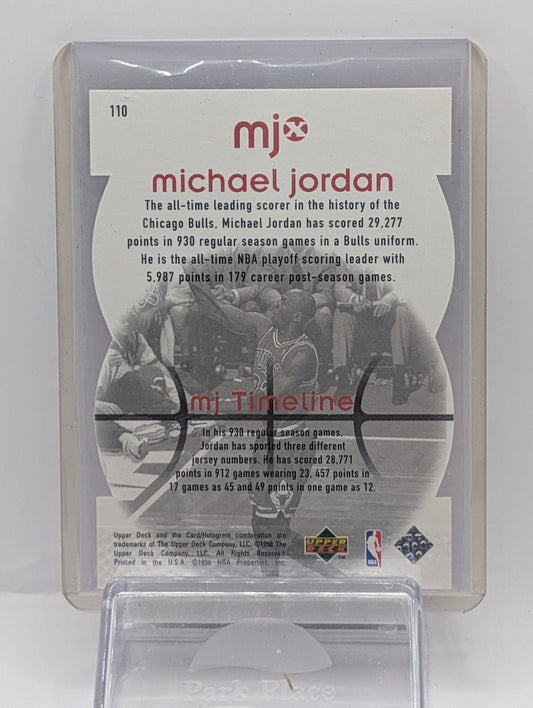 110
mjx
michael jordan
The all-time leading scorer in the history of the
Chicago Bulls, Michael Jordan has scored 29,277
points in 930 regular season games in a Bulls uniform.
He is the all-time NBA playoff scoring leader with
5,987 points in 179 career post-season games.
mj Timeline
In his 930 regular season games,
Jordan has sported three different
jersey numbers. He has scored 28,771
points in 912 games wearing 23, 457 points in
17 games as 45 and 49 points in one game as 12.
Upper Deck and the Card/Hologram combination are
trademarks of The Upper Deck Company, LLC. ©1998 The
Upper Deck Company, LLC. All Rights Reserved.
Printed in the U.S.A. ©1998 NBA Properties, Inc.
UPPER
DECK
TM
NBA
Park Place